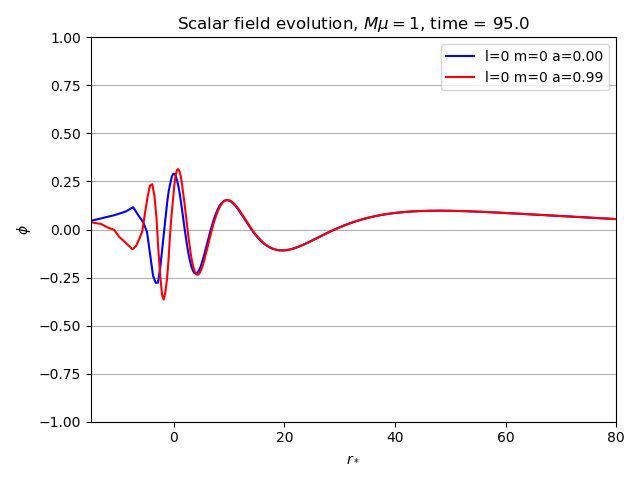 Scalar field evolution, Mμ = 1, time = 95.0
1.00
0.75
0.50
0.25
0.00
−0.25
−0.50
−0.75
−1.00
ϕ
l=0 m=0 a=0.00
l=0 m=0 a=0.99
0 20 40 60 80
r*